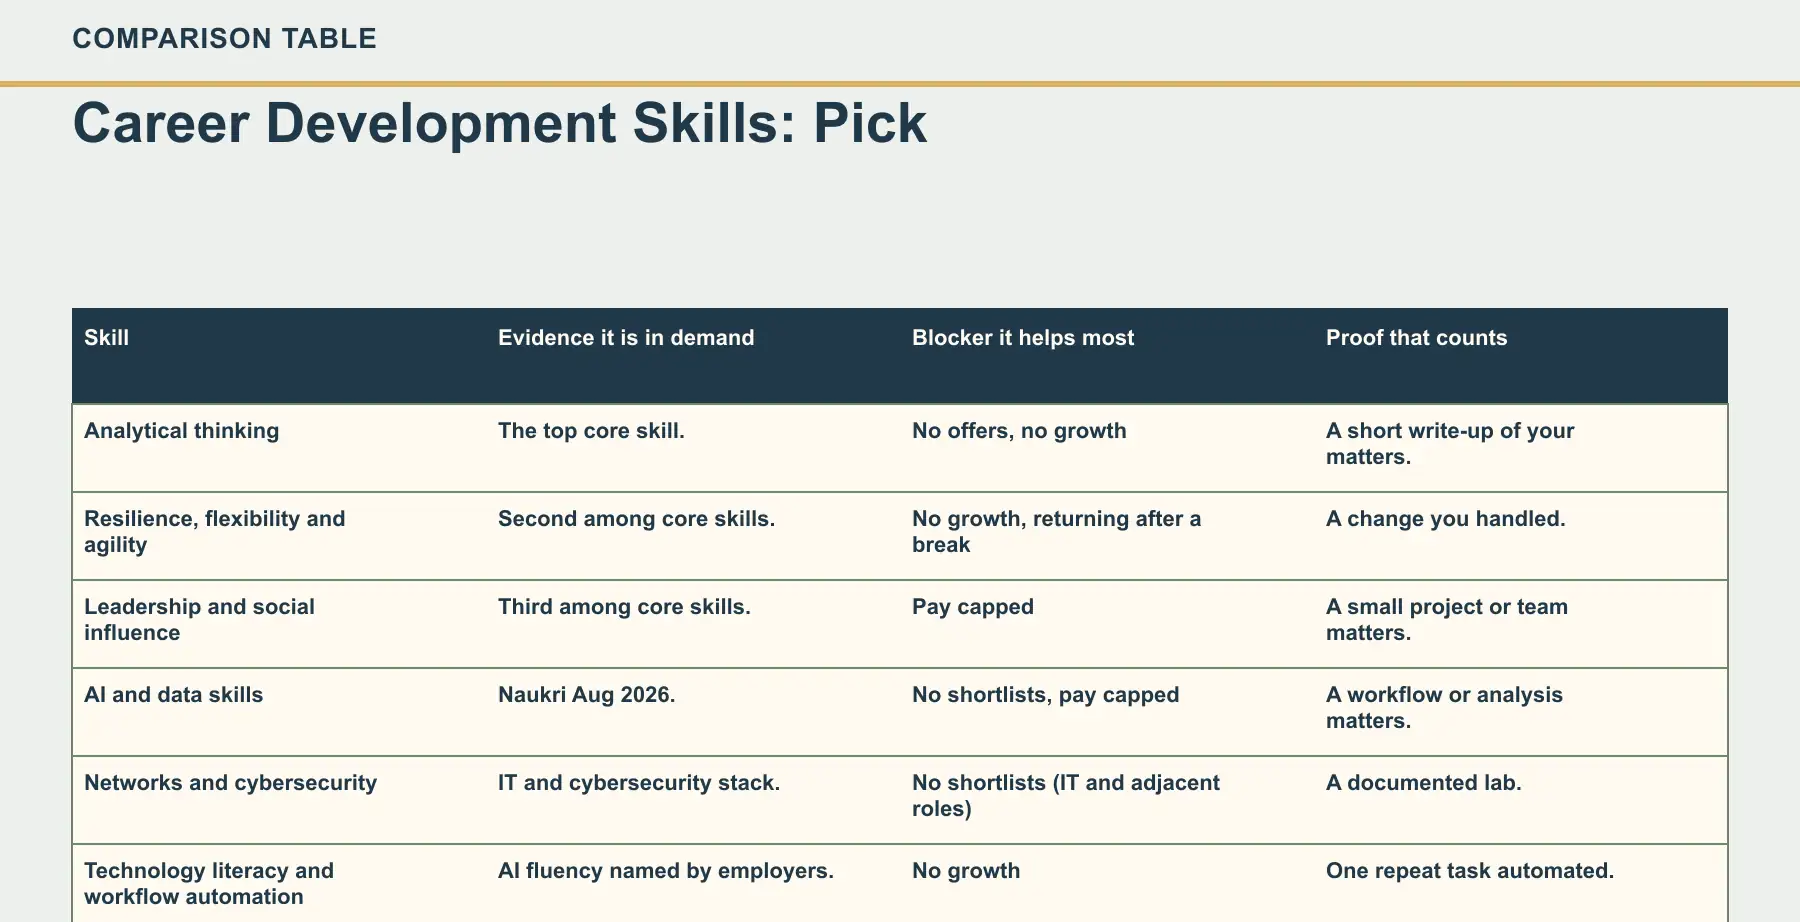 COMPARISON TABLE
Career Development Skills: Pick
Skill
Evidence it is in demand
Blocker it helps most
Proof that counts
Analytical thinking
The top core skill.
No offers, no growth
A short write-up of your
matters.
Resilience, flexibility and
agility
Second among core skills.
No growth, returning after a
break
A change you handled.
Leadership and social
influence
Third among core skills.
Pay capped
A small project or team
matters.
AI and data skills
Naukri Aug 2026.
No shortlists, pay capped
A workflow or analysis
matters.
Networks and cybersecurity
IT and cybersecurity stack.
No shortlists (IT and adjacent
roles)
A documented lab.
Technology literacy and
workflow automation
AI fluency named by employers.
No growth
One repeat task automated.